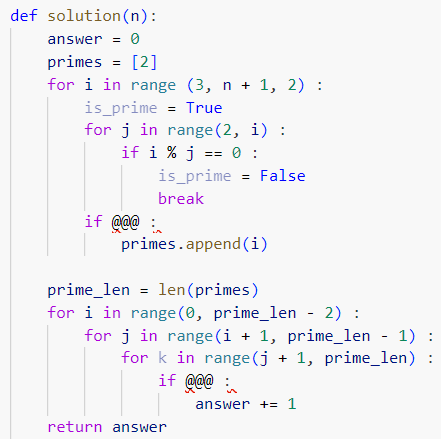 def solution(n):
answer = 0
primes = [2]
for i in range (3, n + 1, 2) :
is_prime = True
for j in range(2, i) :
if i % j == 0 :
is_prime = False
break
if @@@ :
primes.append(i)
prime_len = len(primes)
for i in range(0, prime_len - 2) :
for j in range(i + 1, prime_len - 1) :
for k in range(j + 1, prime_len) :
if @@@ :
answer += 1
return answer